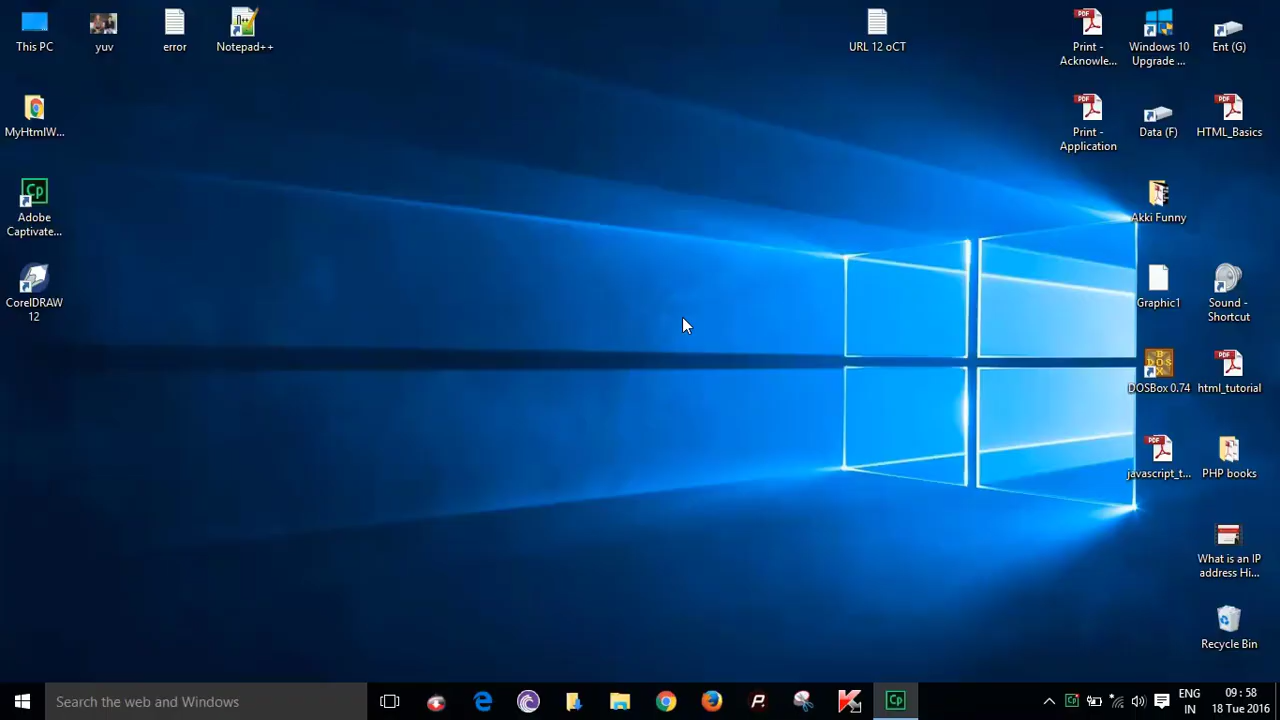 This PC
yuv
error
Notepad++
URL 12 oCT
Print -
Acknowle...
Windows 10
Upgrade ...
Ent (G)
MyHtmlW...
Print -
Application
Data (F)
HTML_Basics
Adobe
Captivate...
Akki Funny
CorelDRAW
12
Graphic1
Sound -
Shortcut
DOSBox 0.74
html_tutorial
javascript_t...
PHP books
What is an IP
address Hi...
Recycle Bin
Search the web and Windows
ENG
IN
09 : 58
18 Tue 2016